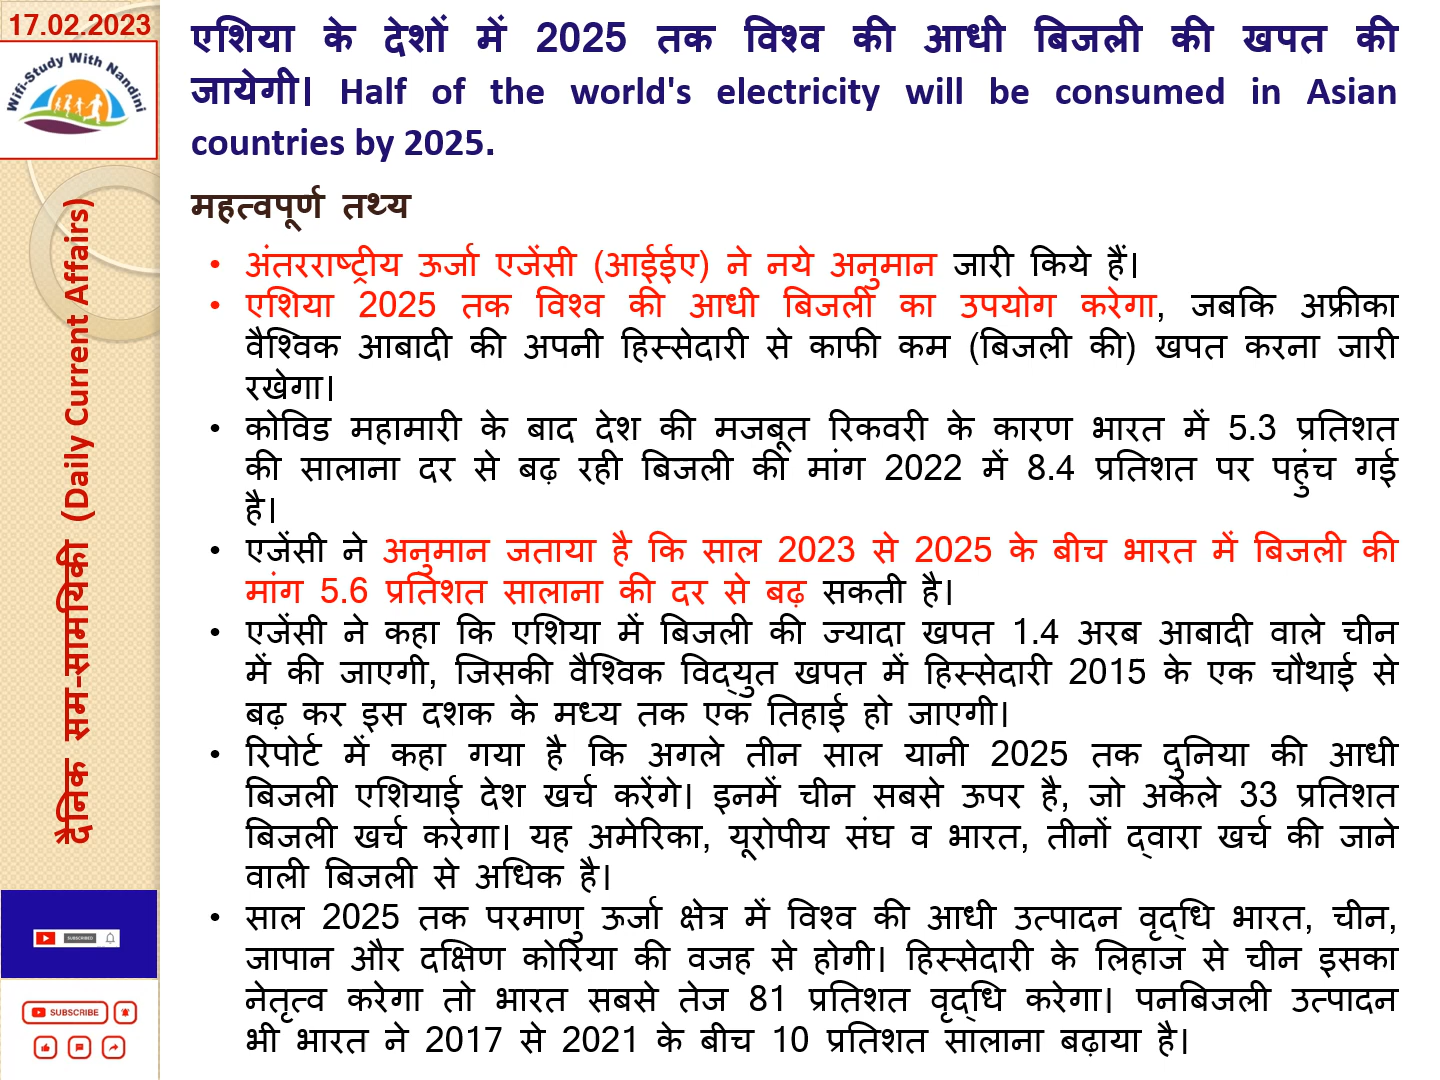 17.02.2023
Wifi-Study With Nandini
दैनिक सम-सामयिकी (Daily Current Affairs)
SUBSCRIBED
SUBSCRIBE
एशिया के देशों में 2025 तक विश्व की आधी बिजली की खपत की
जायेगी। Half of the world's electricity will be consumed in Asian
countries by 2025.
महत्वपूर्ण तथ्य
• अंतरराष्ट्रीय ऊर्जा एजेंसी (आईईए) ने नये अनुमान जारी किये हैं।
• एशिया 2025 तक विश्व की आधी बिजली का उपयोग करेगा, जबकि अफ्रीका
वैश्विक आबादी की अपनी हिस्सेदारी से काफी कम (बिजली की) खपत करना जारी
रखेगा।
• कोविड महामारी के बाद देश की मजबूत रिकवरी के कारण भारत में 5.3 प्रतिशत
की सालाना दर से बढ़ रही बिजली की मांग 2022 में 8.4 प्रतिशत पर पहुंच गई
है।
• एजेंसी ने अनुमान जताया है कि साल 2023 से 2025 के बीच भारत में बिजली की
मांग 5.6 प्रतिशत सालाना की दर से बढ़ सकती है।
• एजेंसी ने कहा कि एशिया में बिजली की ज्यादा खपत 1.4 अरब आबादी वाले चीन
में की जाएगी, जिसकी वैश्विक विद्युत खपत में हिस्सेदारी 2015 के एक चौथाई से
बढ़ कर इस दशक के मध्य तक एक तिहाई हो जाएगी।
• रिपोर्ट में कहा गया है कि अगले तीन साल यानी 2025 तक दुनिया की आधी
बिजली एशियाई देश खर्च करेंगे। इनमें चीन सबसे ऊपर है, जो अकेले 33 प्रतिशत
बिजली खर्च करेगा। यह अमेरिका, यूरोपीय संघ व भारत, तीनों द्वारा खर्च की जाने
वाली बिजली से अधिक है।
• साल 2025 तक परमाणु ऊर्जा क्षेत्र में विश्व की आधी उत्पादन वृद्धि भारत, चीन,
जापान और दक्षिण कोरिया की वजह से होगी। हिस्सेदारी के लिहाज से चीन इसका
नेतृत्व करेगा तो भारत सबसे तेज 81 प्रतिशत वृद्धि करेगा। पनबिजली उत्पादन
भी भारत ने 2017 से 2021 के बीच 10 प्रतिशत सालाना बढ़ाया है।